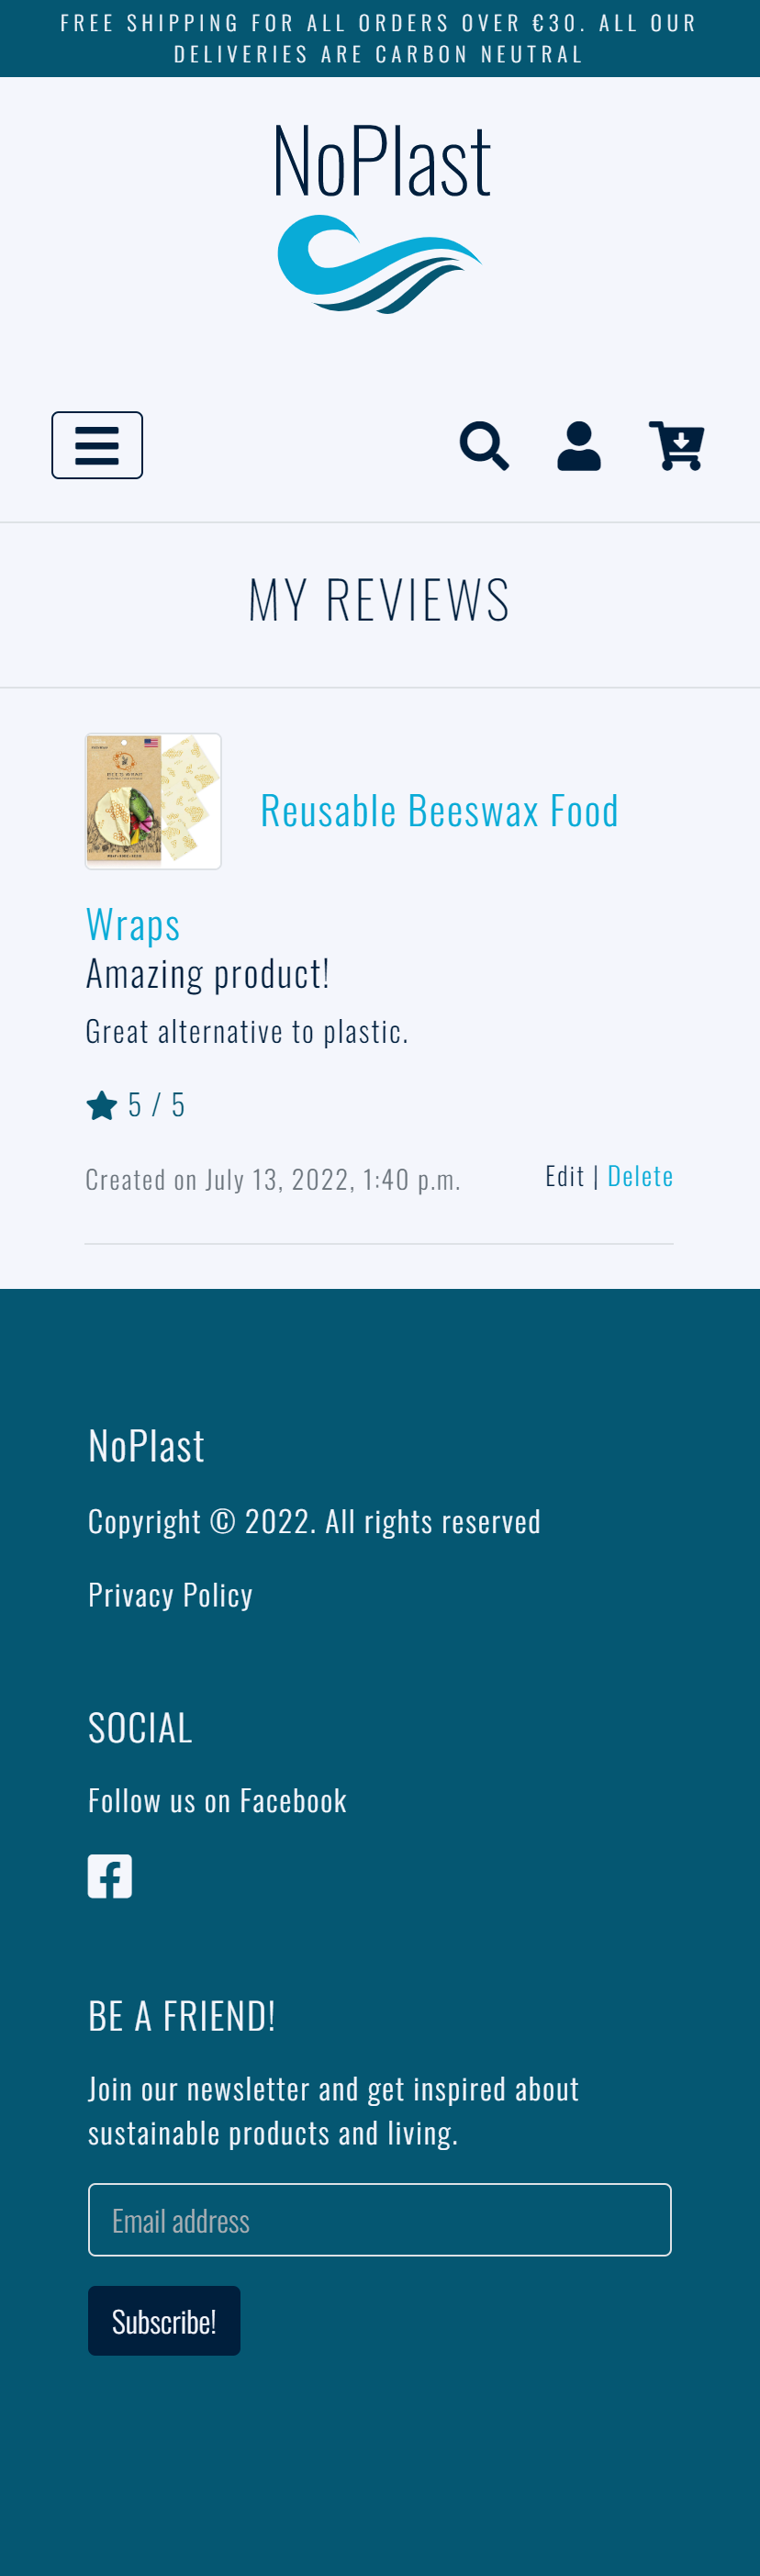 FREE SHIPPING FOR ALL ORDERS OVER €30. ALL OUR
DELIVERIES ARE CARBON NEUTRAL
NoPlast
MY REVIEWS
Reusable Beeswax Food
Wraps
Amazing product!
Great alternative to plastic.
5 / 5
Created on July 13, 2022, 1:40 p.m.
Edit | Delete
NoPlast
Copyright © 2022. All rights reserved
Privacy Policy
SOCIAL
Follow us on Facebook
BE A FRIEND!
Join our newsletter and get inspired about
sustainable products and living.
Email address
Subscribe!